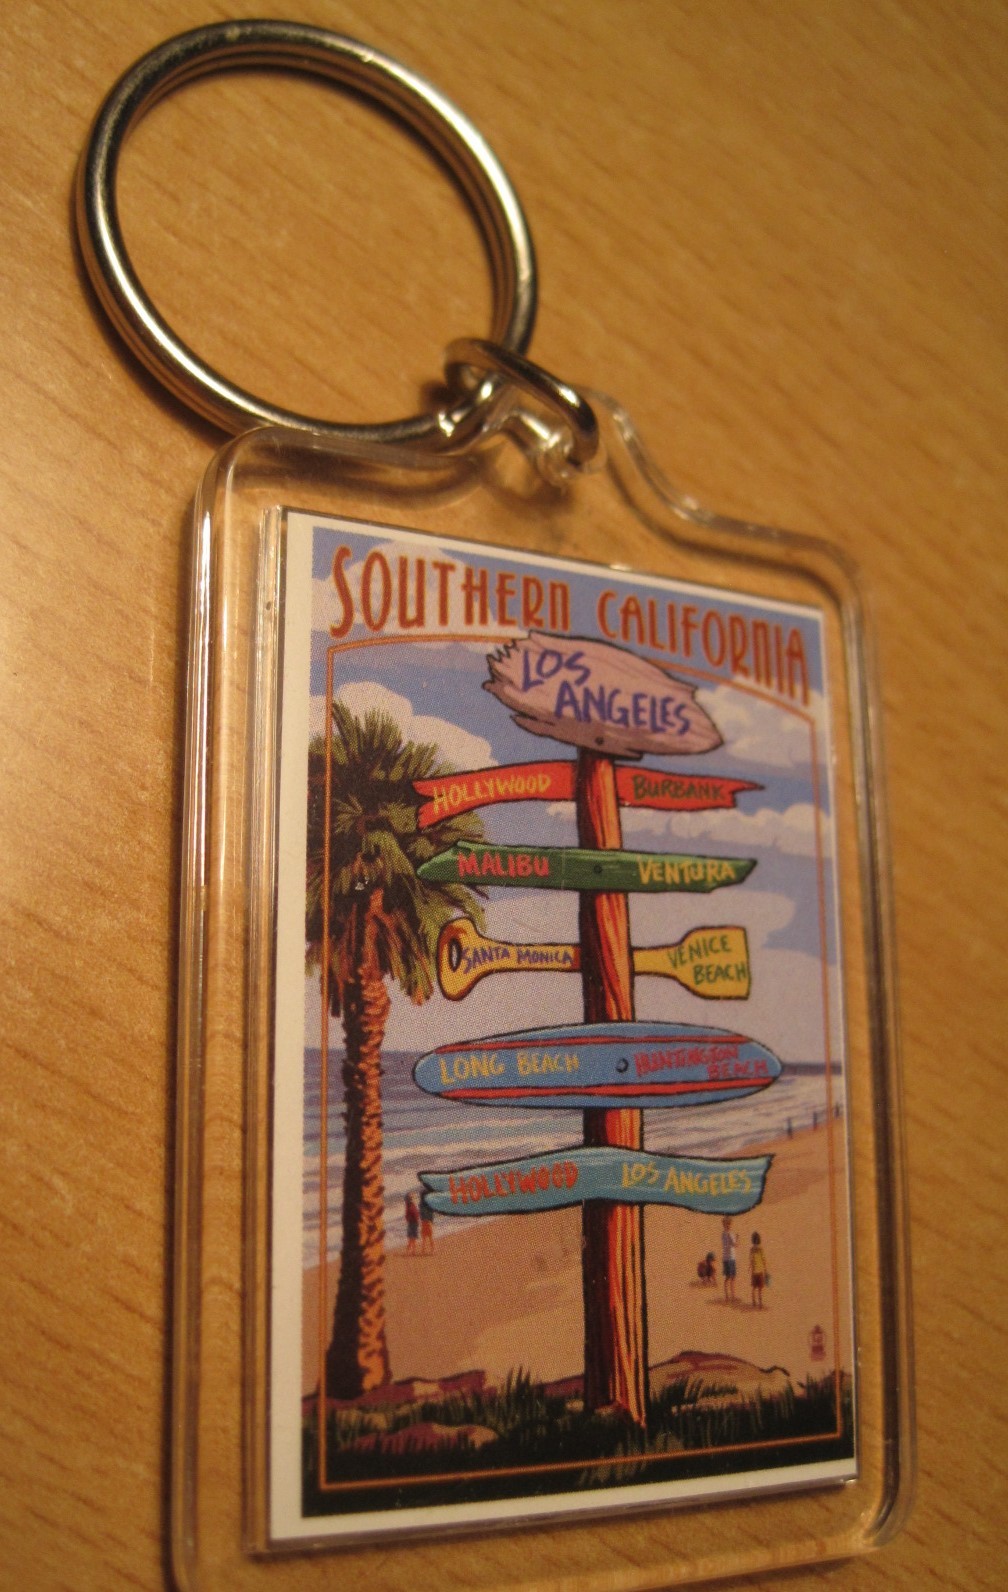 SOUTHERN CALIFORNIA
LOS
ANGELES
HOLLYWOOD BURBANK
MALIBU VENTURA
SANTA MONICA VENICE
BEACH
LONG BEACH HUNTINGTON
BEACH
HOLLYWOOD LOS ANGELES